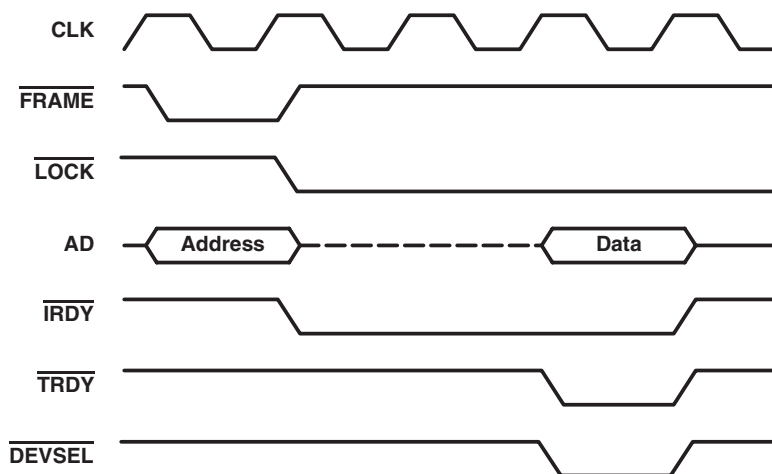 CLK
FRAME
LOCK
AD Address Data
IRDY
TRDY
DEVSEL